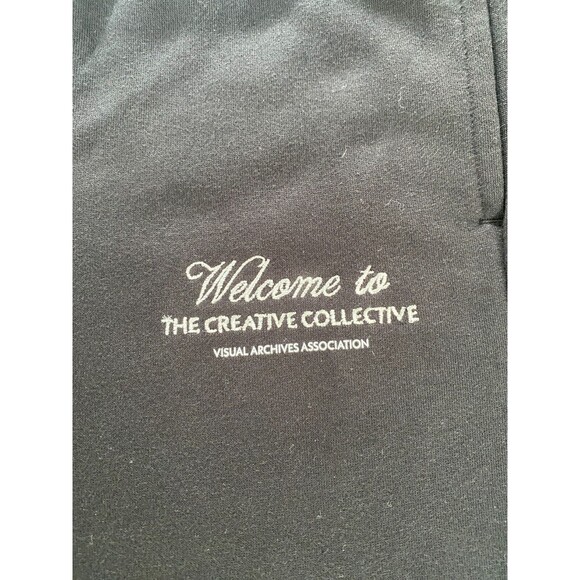 Welcome to
THE CREATIVE COLLECTIVE
VISUAL ARCHIVES ASSOCIATION